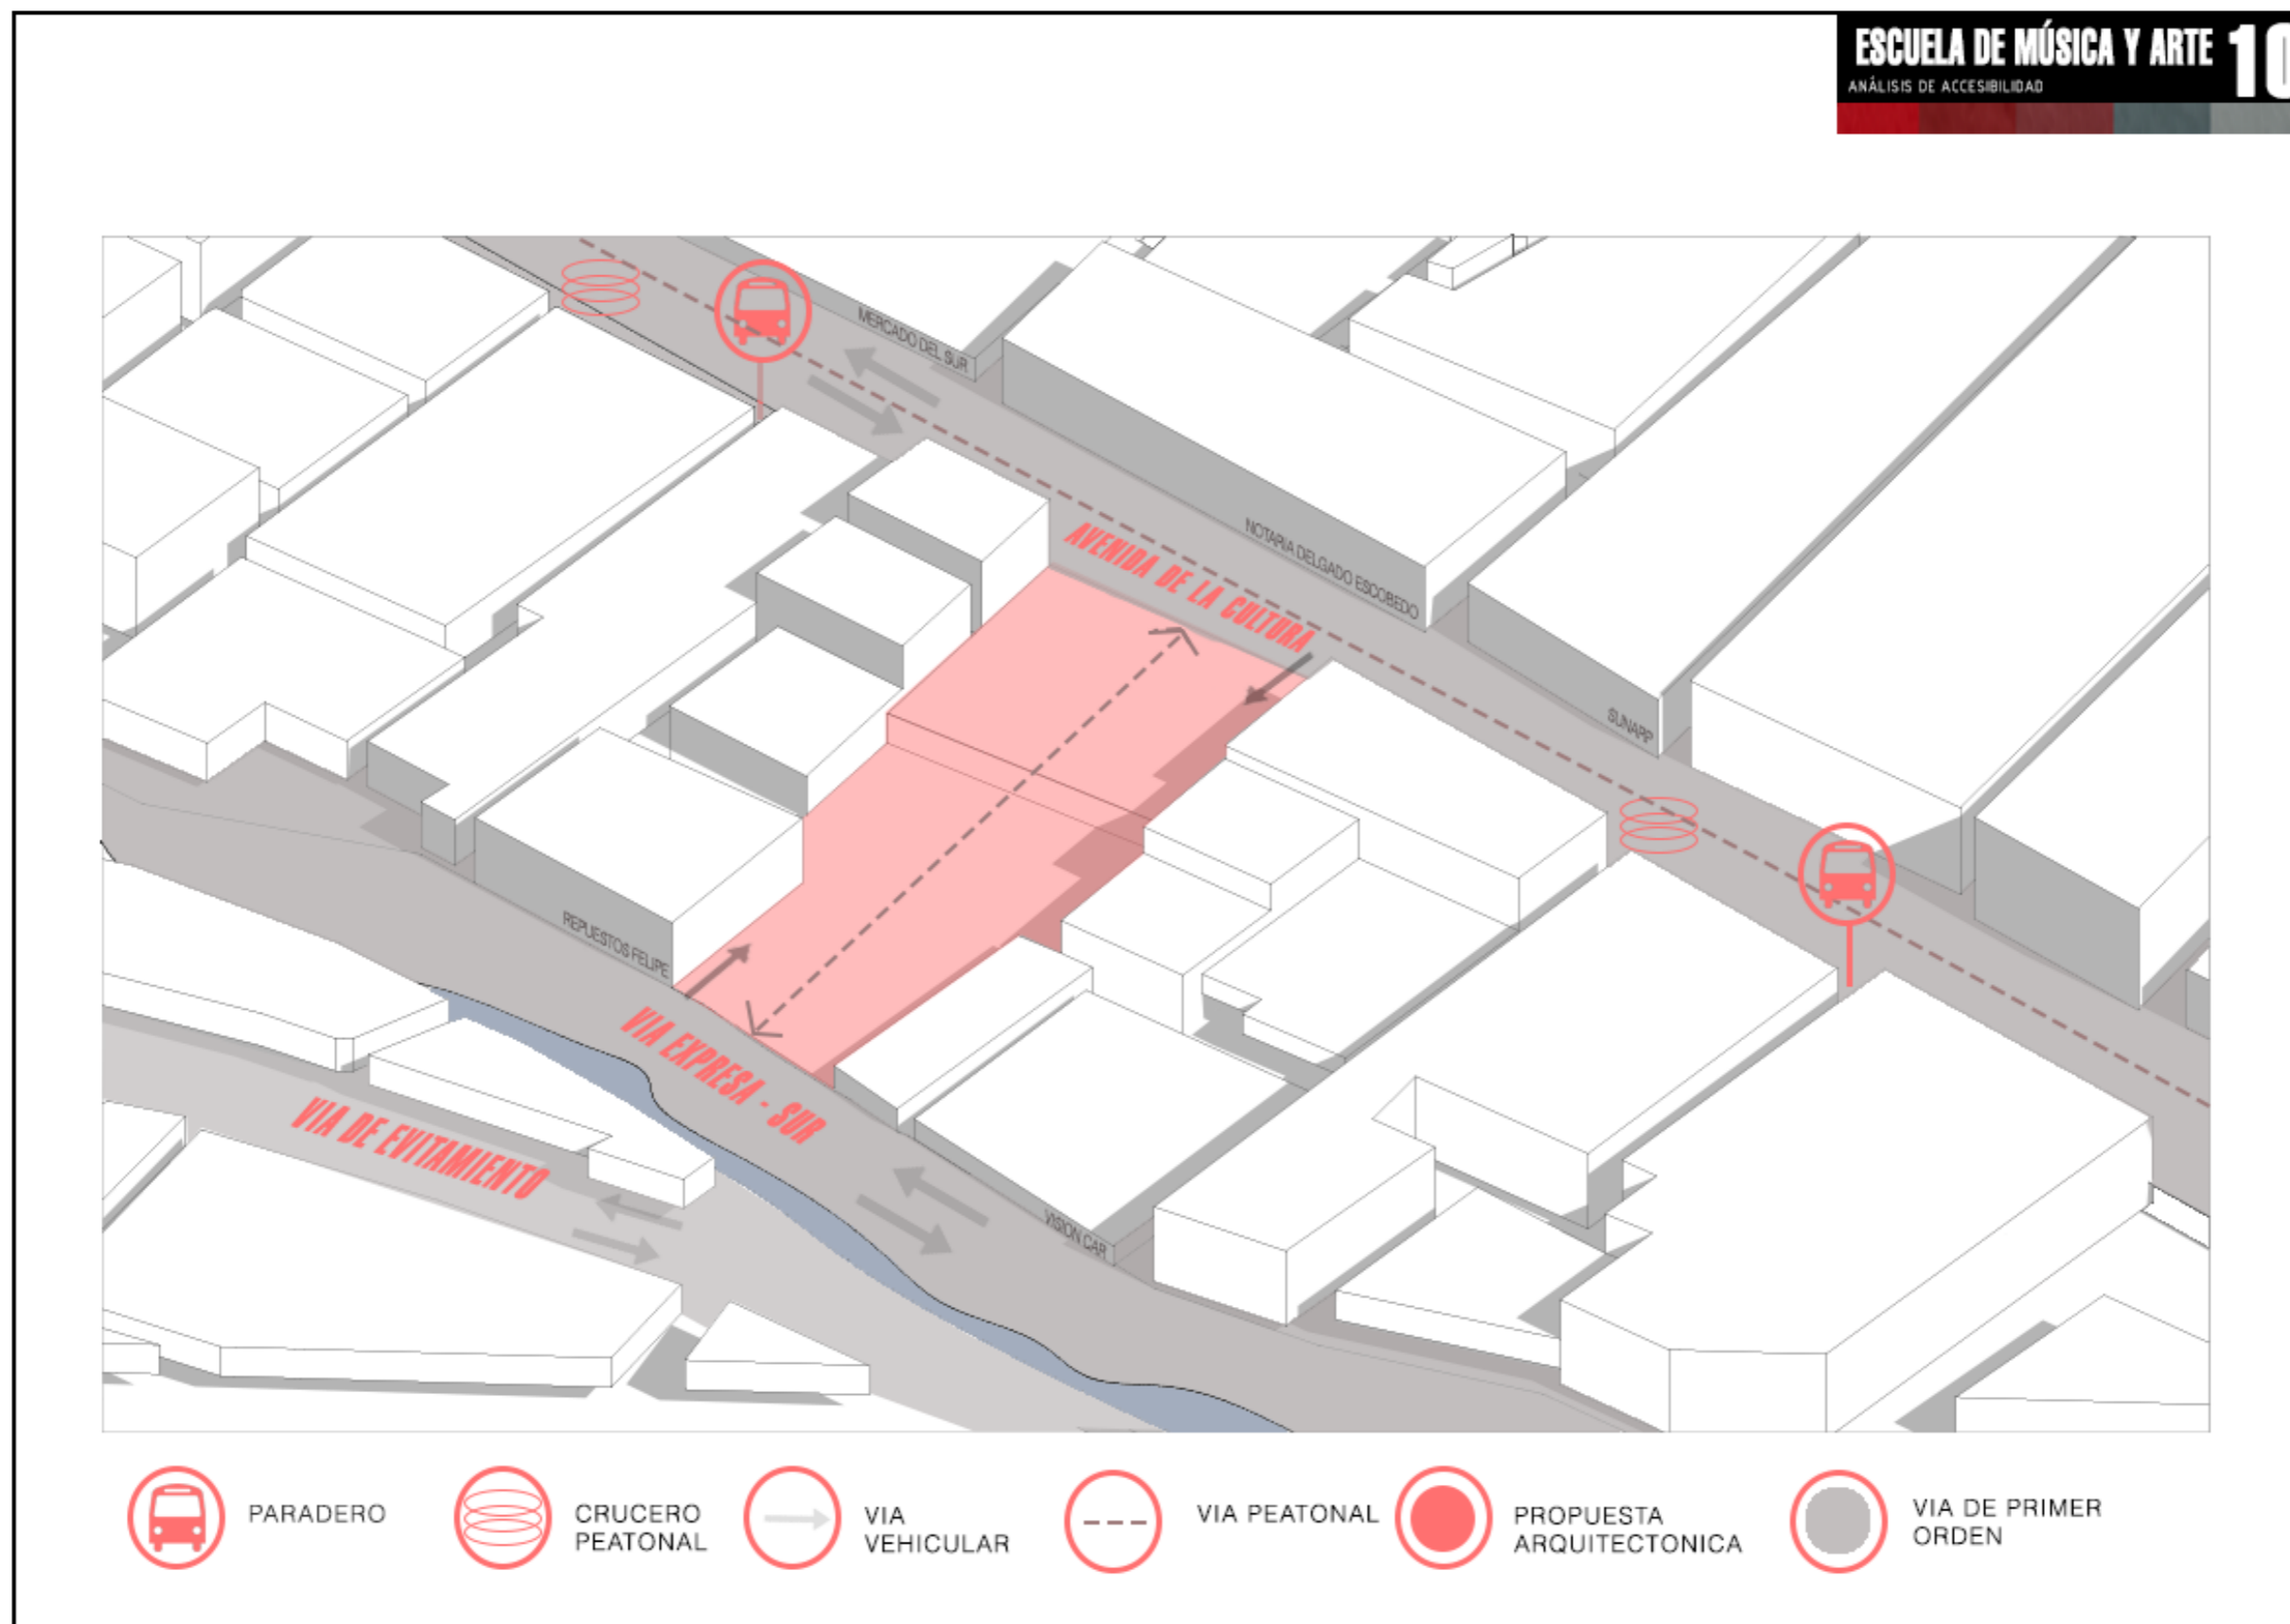 ESCUELA DE MÚSICA Y ARTE 10
ANÁLISIS DE ACCESIBILIDAD
MERCADO DEL SUR
AVENIDA DE LA CULTURA
NOTARIA DELGADO ESCOBEDO
SUNARP
REPUESTOS FELIPE
VIA EXPRESA - SUR
VIA DE EVITAMIENTO
VISION CAR
PARADERO
CRUCERO
PEATONAL
VIA
VEHICULAR
VIA PEATONAL
PROPUESTA
ARQUITECTONICA
VIA DE PRIMER
ORDEN